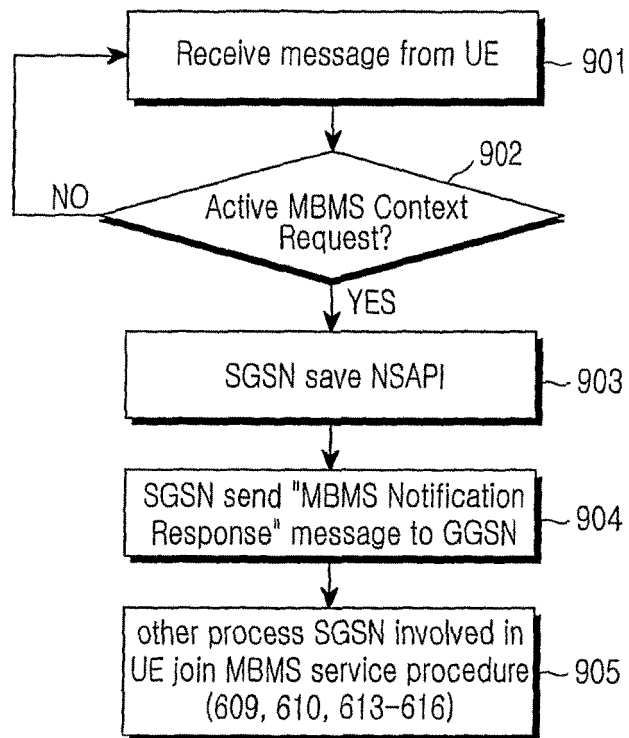 Receive message from UE
901
902
NO
Active MBMS Context
Request?
YES
SGSN save NSAPI
903
SGSN send "MBMS Notification
Response" message to GGSN
904
other process SGSN involved in
UE join MBMS service procedure
(609, 610, 613-616)
905